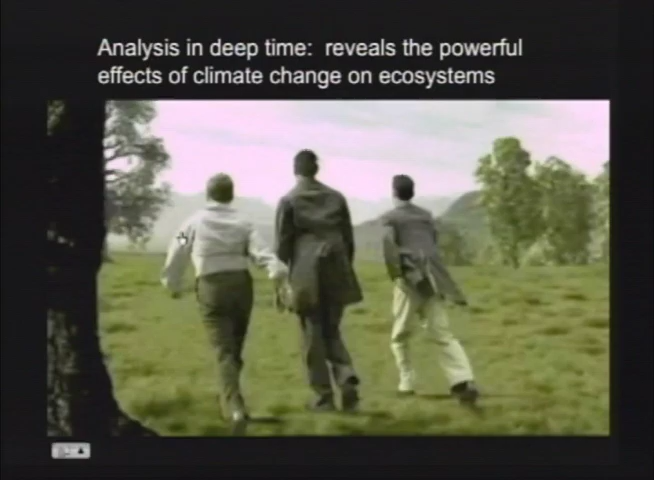 Analysis in deep time: reveals the powerful
effects of climate change on ecosystems